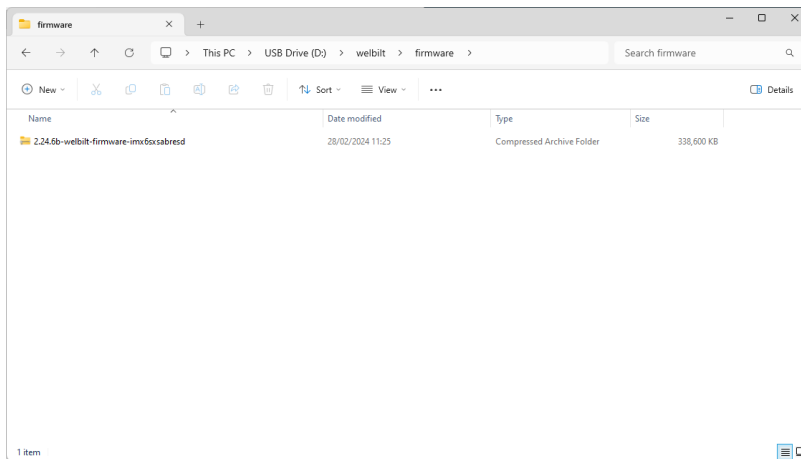 firmware
This PC > USB Drive (D:) > welbilt > firmware >
Search firmware
New
Sort
View
Details
Name Date modified Type Size
2.24.6b-welbilt-firmware-imx6sxsabresd 28/02/2024 11:25 Compressed Archive Folder 338,600 KB
1 item